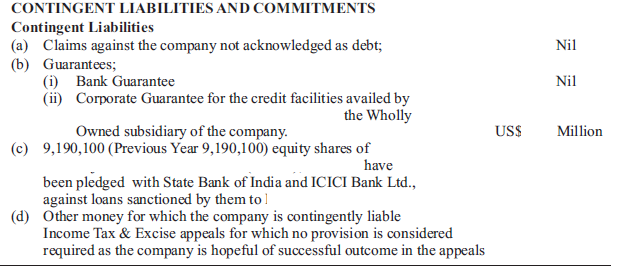 CONTINGENT LIABILITIES AND COMMITMENTS
Contingent Liabilities
(a) Claims against the company not acknowledged as debt; Nil
(b) Guarantees;
(i) Bank Guarantee Nil
(ii) Corporate Guarantee for the credit facilities availed by
the Wholly
Owned subsidiary of the company. US$ Million
(c) 9,190,100 (Previous Year 9,190,100) equity shares of
have
been pledged with State Bank of India and ICICI Bank Ltd.,
against loans sanctioned by them to
(d) Other money for which the company is contingently liable
Income Tax & Excise appeals for which no provision is considered
required as the company is hopeful of successful outcome in the appeals